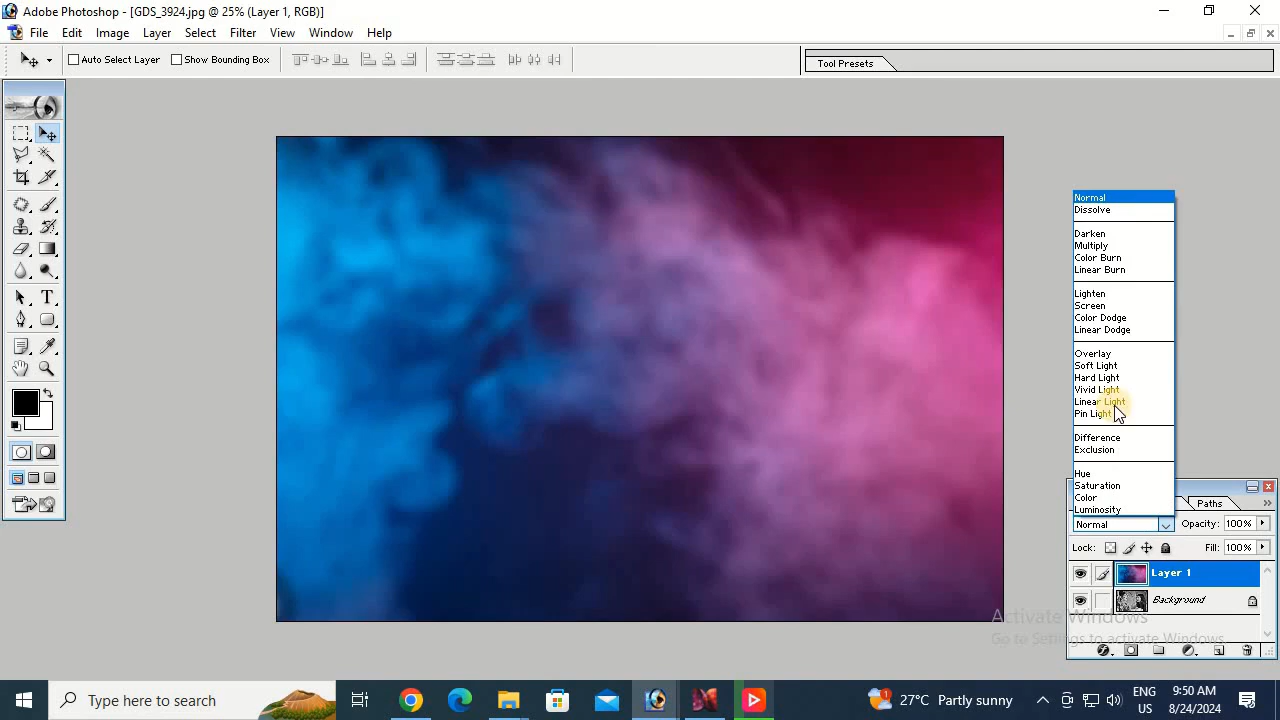 Adobe Photoshop - [GDS_3924.jpg @ 25% (Layer 1, RGB)]
File Edit Image Layer Select Filter View Window Help
Auto Select Layer Show Bounding Box
Tool Presets
Normal
Dissolve
Darken
Multiply
Color Burn
Linear Burn
Lighten
Screen
Color Dodge
Linear Dodge
Overlay
Soft Light
Hard Light
Vivid Light
Linear Light
Pin Light
Difference
Exclusion
Hue
Saturation
Color
Luminosity
Paths
Normal Opacity: 100%
Lock: Fill: 100%
Layer 1
Background
Activate Windows
Go to Settings to activate Windows.
Type here to search
27°C Partly sunny
ENG
US
9:50 AM
8/24/2024